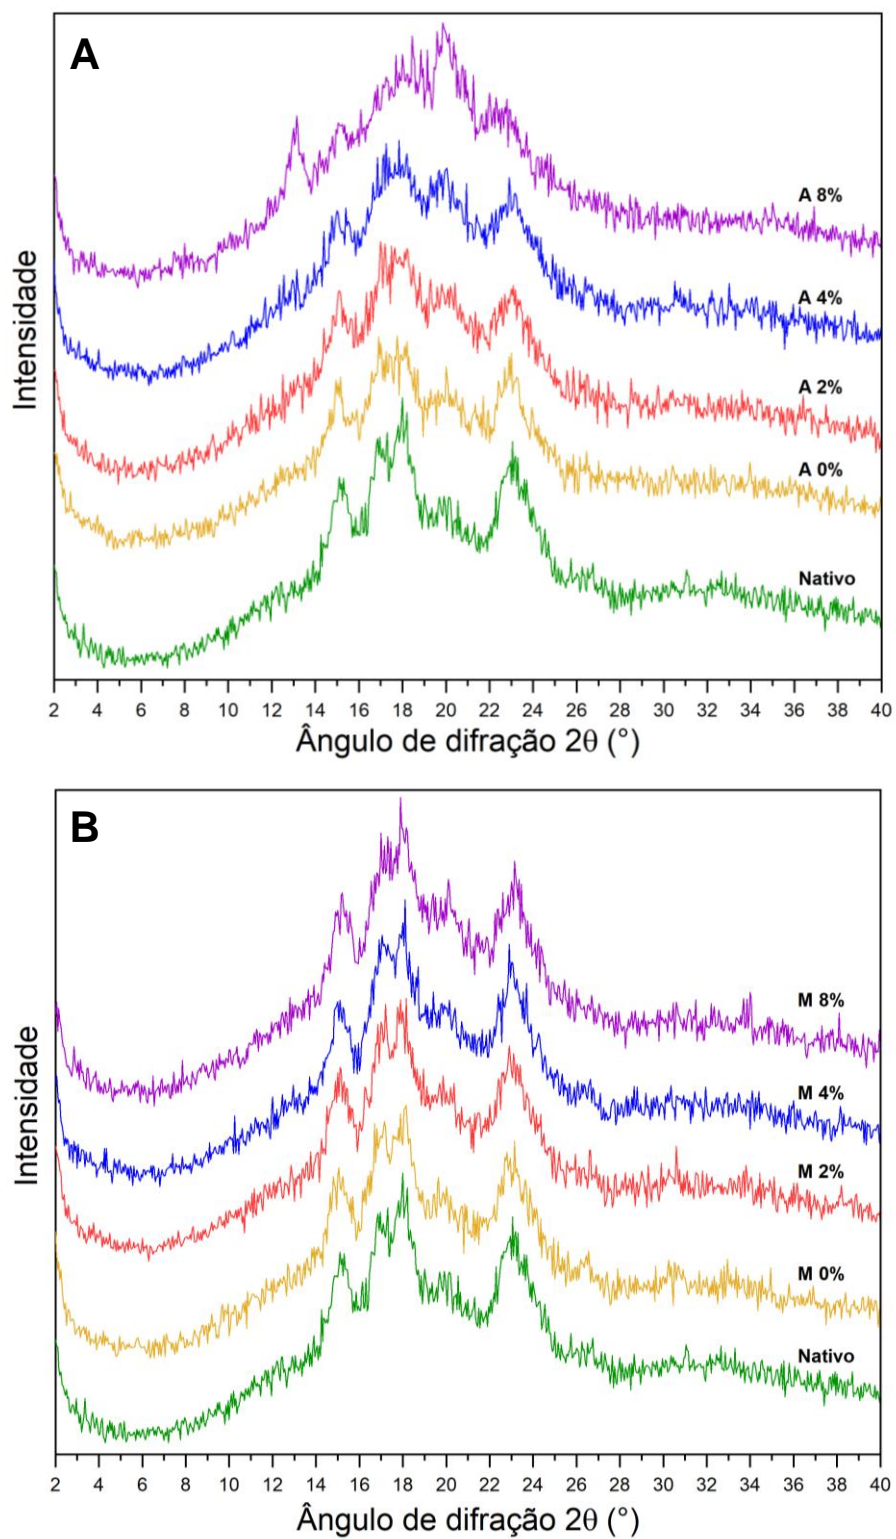 A
Intensidade
A 8%
A 4%
A 2%
A 0%
Nativo
2 4 6 8 10 12 14 16 18 20 22 24 26 28 30 32 34 36 38 40
Ângulo de difração 2θ (°)
B
Intensidade
M 8%
M 4%
M 2%
M 0%
Nativo
2 4 6 8 10 12 14 16 18 20 22 24 26 28 30 32 34 36 38 40
Ângulo de difração 2θ (°)